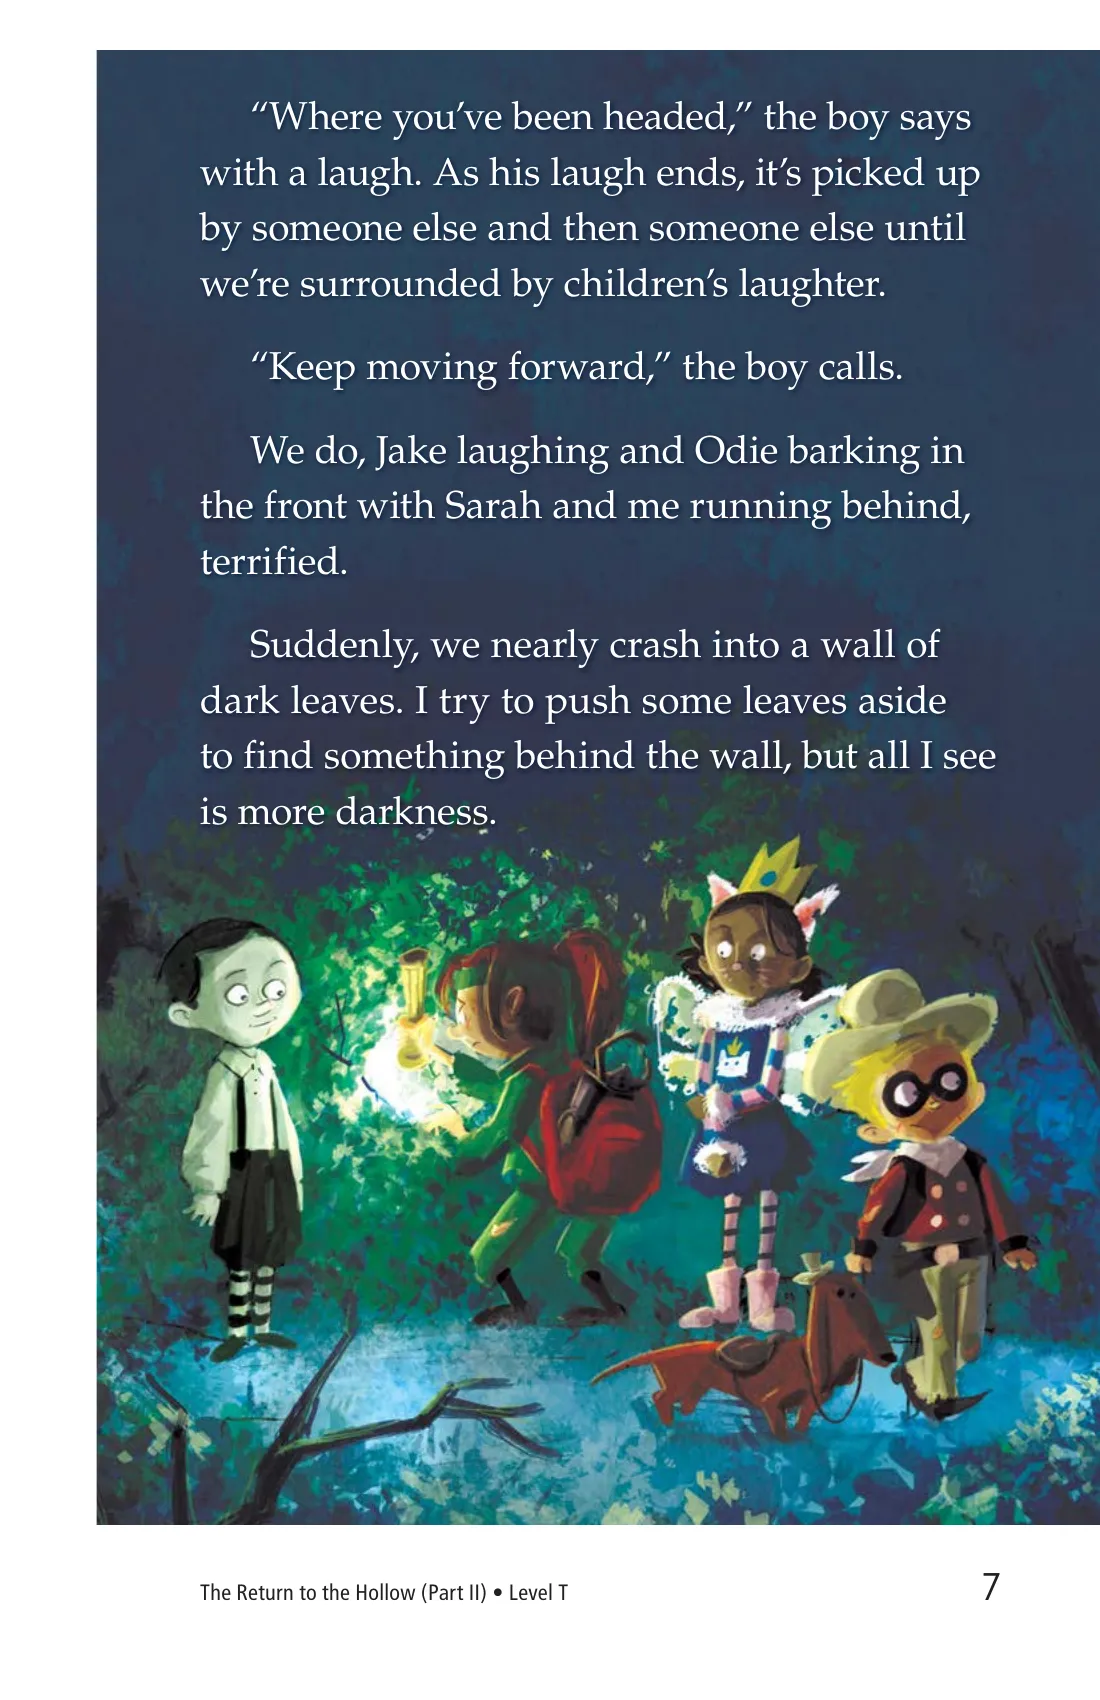 “Where you’ve been headed,” the boy says
with a laugh. As his laugh ends, it’s picked up
by someone else and then someone else until
we’re surrounded by children’s laughter.
“Keep moving forward,” the boy calls.
We do, Jake laughing and Odie barking in
the front with Sarah and me running behind,
terrified.
Suddenly, we nearly crash into a wall of
dark leaves. I try to push some leaves aside
to find something behind the wall, but all I see
is more darkness.
The Return to the Hollow (Part II) • Level T
7